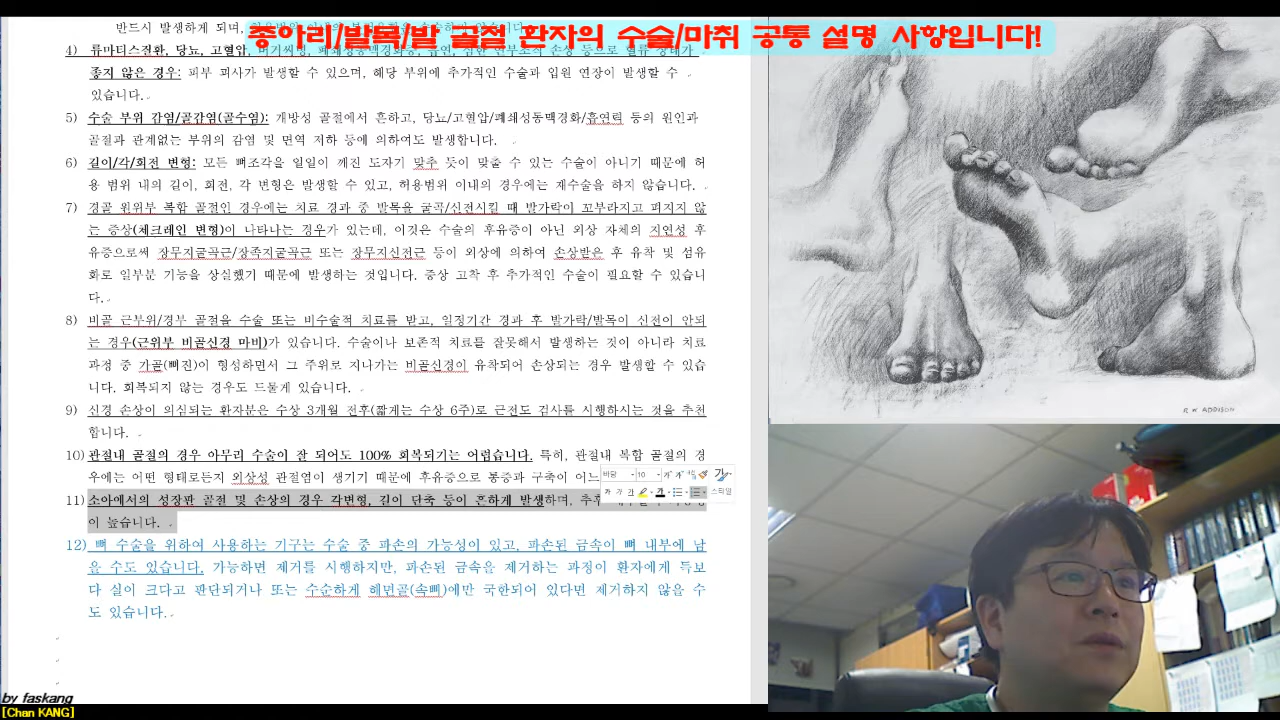 종아리/발목/발 골절 환자의 수술/마취 공통 설명 사항입니다!
반드시 발생하게 되며,
4) 류마티스질환, 당뇨, 고혈압,
좋지 않은 경우: 피부 괴사가 발생할 수 있으며, 해당 부위에 추가적인 수술과 입원 연장이 발생할 수
있습니다.
5) 수술 부위 감염/골감염(골수염): 개방성 골절에서 흔하고, 당뇨/고혈압/폐쇄성동맥경화/흡연력 등의 원인과
골절과 관계없는 부위의 감염 및 면역 저하 등에 의하여도 발생합니다.
6) 길이/각/회전 변형: 모든 뼈조각을 일일이 깨진 도자기 맞추 듯이 맞출 수 있는 수술이 아니기 때문에 허
용 범위 내의 길이, 회전, 각 변형은 발생할 수 있고, 허용범위 이내의 경우에는 재수술을 하지 않습니다.
7) 경골 원위부 복합 골절인 경우에는 치료 경과 중 발목을 굴곡/신전시킬 때 발가락이 꼬부라지고 펴지지 않
는 증상(체크레인 변형)이 나타나는 경우가 있는데, 이것은 수술의 후유증이 아닌 외상 자체의 지연성 후
유증으로써 장무지굴곡근/장족지굴곡근 또는 장무지신전근 등이 외상에 의하여 손상받은 후 유착 및 섬유
화로 일부분 기능을 상실했기 때문에 발생하는 것입니다. 증상 고착 후 추가적인 수술이 필요할 수 있습니
다.
8) 비골 근부위/경부 골절을 수술 또는 비수술적 치료를 받고, 일정기간 경과 후 발가락/발목이 신전이 안되
는 경우(근위부 비골신경 마비)가 있습니다. 수술이나 보존적 치료를 잘못해서 발생하는 것이 아니라 치료
과정 중 가골(뼈진)이 형성하면서 그 주위로 지나가는 비골신경이 유착되어 손상되는 경우 발생할 수 있습
니다. 회복되지 않는 경우도 드물게 있습니다.
9) 신경 손상이 의심되는 환자분은 수상 3개월 전후(짧게는 수상 6주)로 근전도 검사를 시행하시는 것을 추천
합니다.
10) 관절내 골절의 경우 아무리 수술이 잘 되어도 100% 회복되기는 어렵습니다. 특히, 관절내 복합 골절의 경
우에는 어떤 형태로든지 외상성 관절염이 생기기 때문에 후유증으로 통증과 구축이 어느
바탕 10 가
가 가 가 가 스타일
11) 소아에서의 성장판 골절 및 손상의 경우 각변형, 길이 단축 등이 흔하게 발생하며, 추후
이 높습니다.
12) 뼈 수술을 위하여 사용하는 기구는 수술 중 파손의 가능성이 있고, 파손된 금속이 뼈 내부에 남
을 수도 있습니다. 가능하면 제거를 시행하지만, 파손된 금속을 제거하는 과정이 환자에게 득보
다 실이 크다고 판단되거나 또는 수순하게 해면골(속뼈)에만 국한되어 있다면 제거하지 않을 수
도 있습니다.
R W ADDISON
by faskang
[Chan KANG]